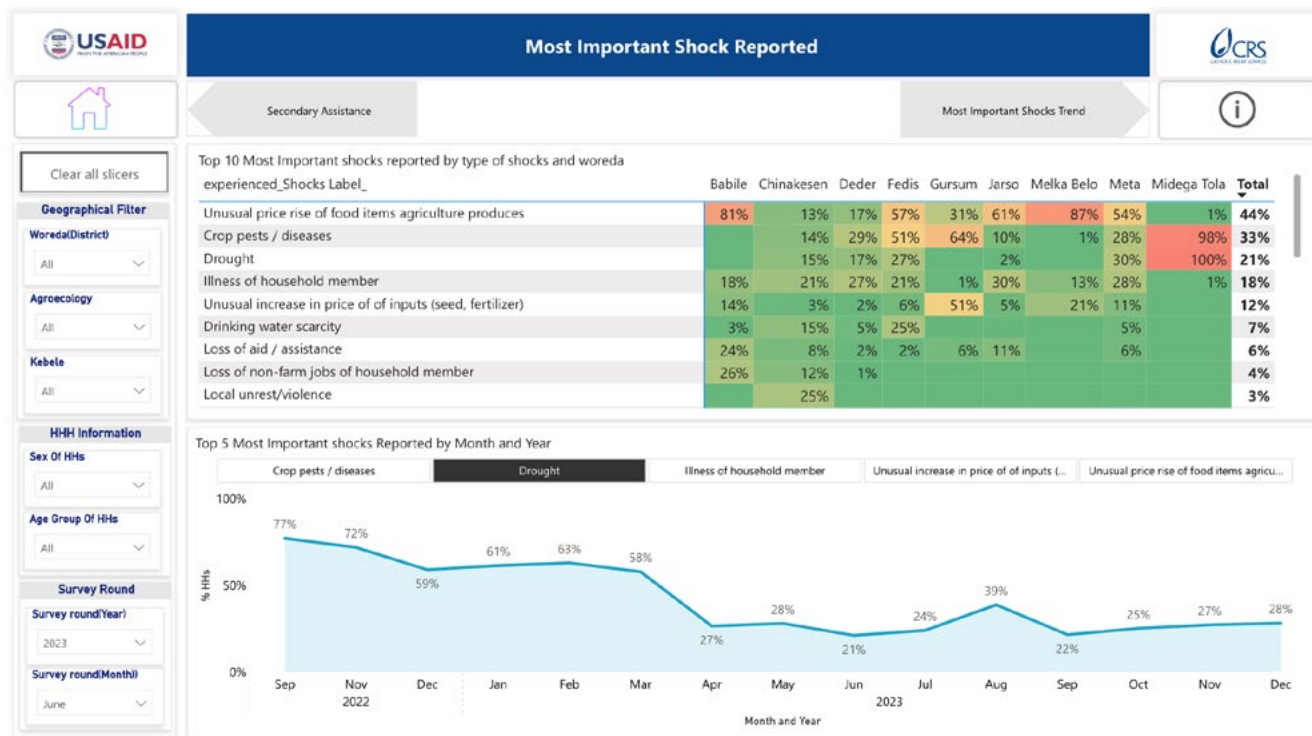 USAID
FROM THE AMERICAN PEOPLE
Most Important Shock Reported
CRS
CATHOLIC RELIEF SERVICES
Secondary Assistance
Most Important Shocks Trend
Clear all slicers
Geographical Filter
Woreda(District)
All
Agroecology
All
Kebele
All
HHH Information
Sex Of HHs
All
Age Group Of HHs
All
Survey Round
Survey round(Year)
2023
Survey round(Month))
June
Top 10 Most Important shocks reported by type of shocks and woreda
experienced_Shocks Label_ Babile Chinakesen Deder Fedis Gursum Jarso Melka Belo Meta Midega Tola Total
Unusual price rise of food items agriculture produces 81% 13% 17% 57% 31% 61% 87% 54% 1% 44%
Crop pests / diseases 14% 29% 51% 64% 10% 1% 28% 98% 33%
Drought 15% 17% 27% 2% 30% 100% 21%
Illness of household member 18% 21% 27% 21% 1% 30% 13% 28% 1% 18%
Unusual increase in price of of inputs (seed, fertilizer) 14% 3% 2% 6% 51% 5% 21% 11% 12%
Drinking water scarcity 3% 15% 5% 25% 5% 7%
Loss of aid / assistance 24% 8% 2% 2% 6% 11% 6% 6%
Loss of non-farm jobs of household member 26% 12% 1% 4%
Local unrest/violence 25% 3%
Top 5 Most Important shocks Reported by Month and Year
Crop pests / diseases Drought Illness of household member Unusual increase in price of of inputs (... Unusual price rise of food items agricu...
100%
50%
0%
% HHs
77% 72% 59% 61% 63% 58% 27% 28% 21% 24% 39% 22% 25% 27% 28%
Sep Nov Dec Jan Feb Mar Apr May Jun Jul Aug Sep Oct Nov Dec
2022 2023
Month and Year